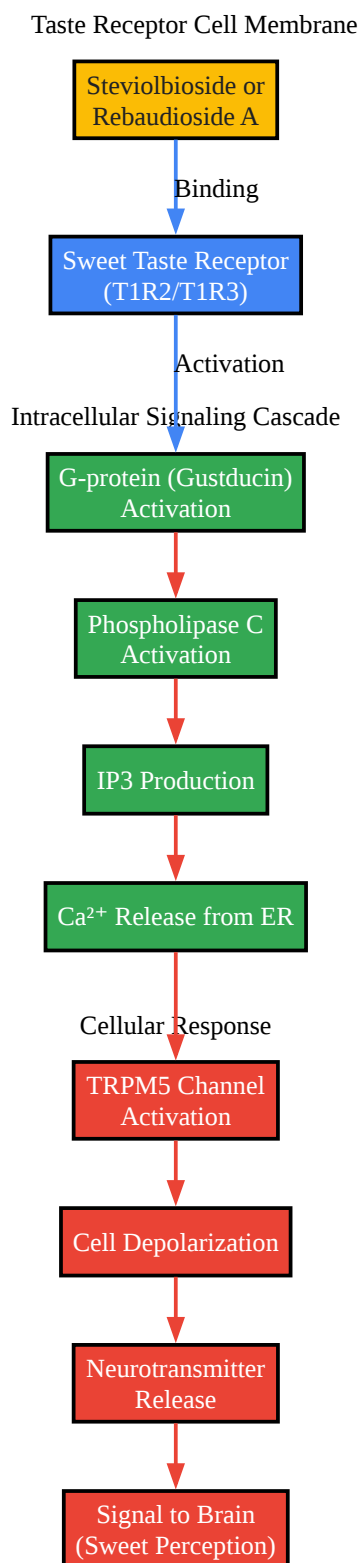 Taste Receptor Cell Membrane
Steviolbioside or
Rebaudioside A
Binding
Sweet Taste Receptor
(T1R2/T1R3)
Activation
Intracellular Signaling Cascade
G-protein (Gustducin)
Activation
Phospholipase C
Activation
IP3 Production
Ca²⁺ Release from ER
Cellular Response
TRPM5 Channel
Activation
Cell Depolarization
Neurotransmitter
Release
Signal to Brain
(Sweet Perception)